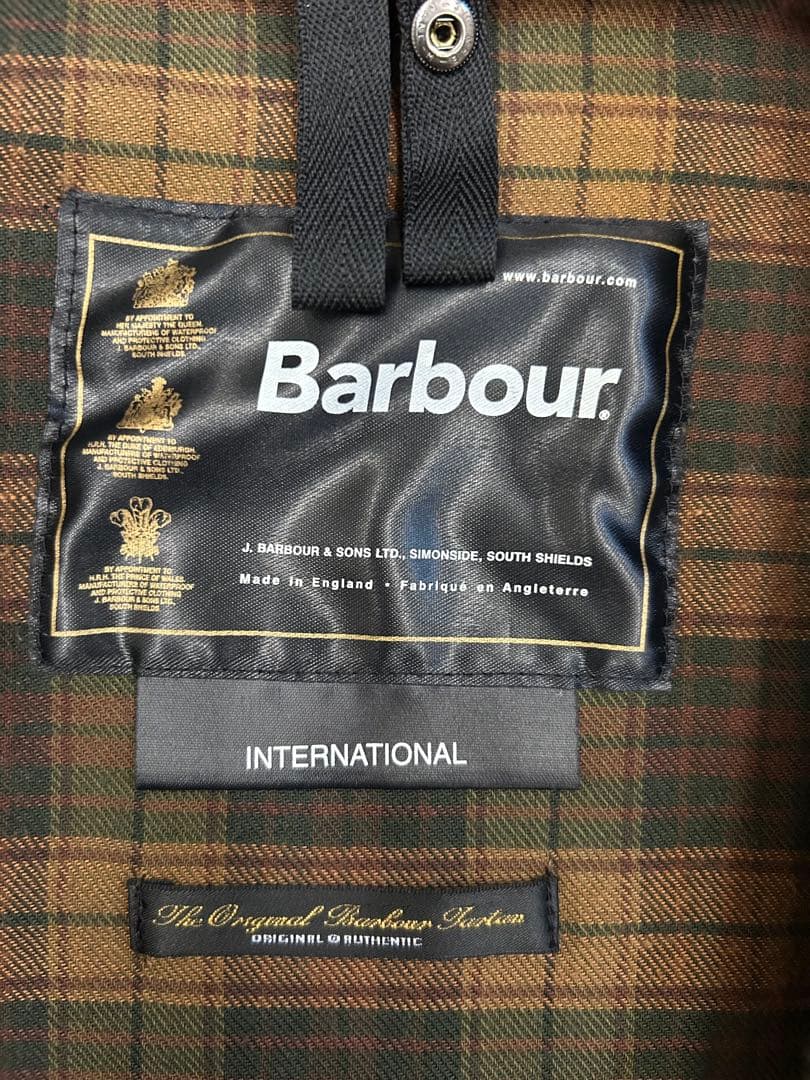 www.barbour.com
BY APPOINTMENT TO
HER MAJESTY THE QUEEN
MANUFACTURERS OF WATERPROOF
AND PROTECTIVE CLOTHING
J. BARBOUR & SONS LTD.
SOUTH SHIELDS.
Barbour®
BY APPOINTMENT TO
H.R.H. THE DUKE OF EDINBURGH.
MANUFACTURERS OF WATERPROOF
AND PROTECTIVE CLOTHING
J. BARBOUR & SONS LTD.
SOUTH SHIELDS.
BY APPOINTMENT TO
H.R.H. THE PRINCE OF WALES.
MANUFACTURERS OF WATERPROOF
AND PROTECTIVE CLOTHING
J. BARBOUR & SONS LTD.
SOUTH SHIELDS
J. BARBOUR & SONS LTD., SIMONSIDE, SOUTH SHIELDS
Made in England • Fabriqué en Angleterre
INTERNATIONAL
The Original Barbour Tartan
ORIGINAL & AUTHENTIC